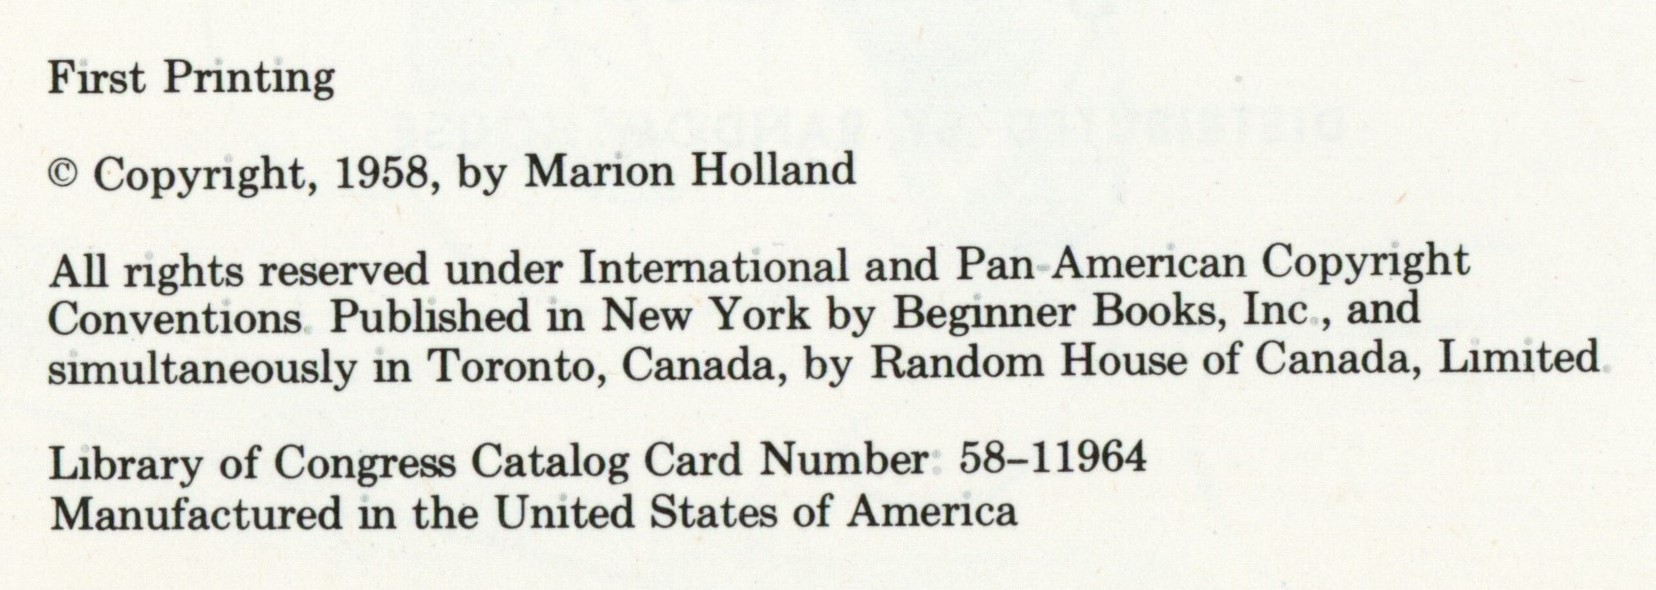 First Printing
© Copyright, 1958, by Marion Holland
All rights reserved under International and Pan-American Copyright
Conventions. Published in New York by Beginner Books, Inc., and
simultaneously in Toronto, Canada, by Random House of Canada, Limited.
Library of Congress Catalog Card Number: 58–11964
Manufactured in the United States of America